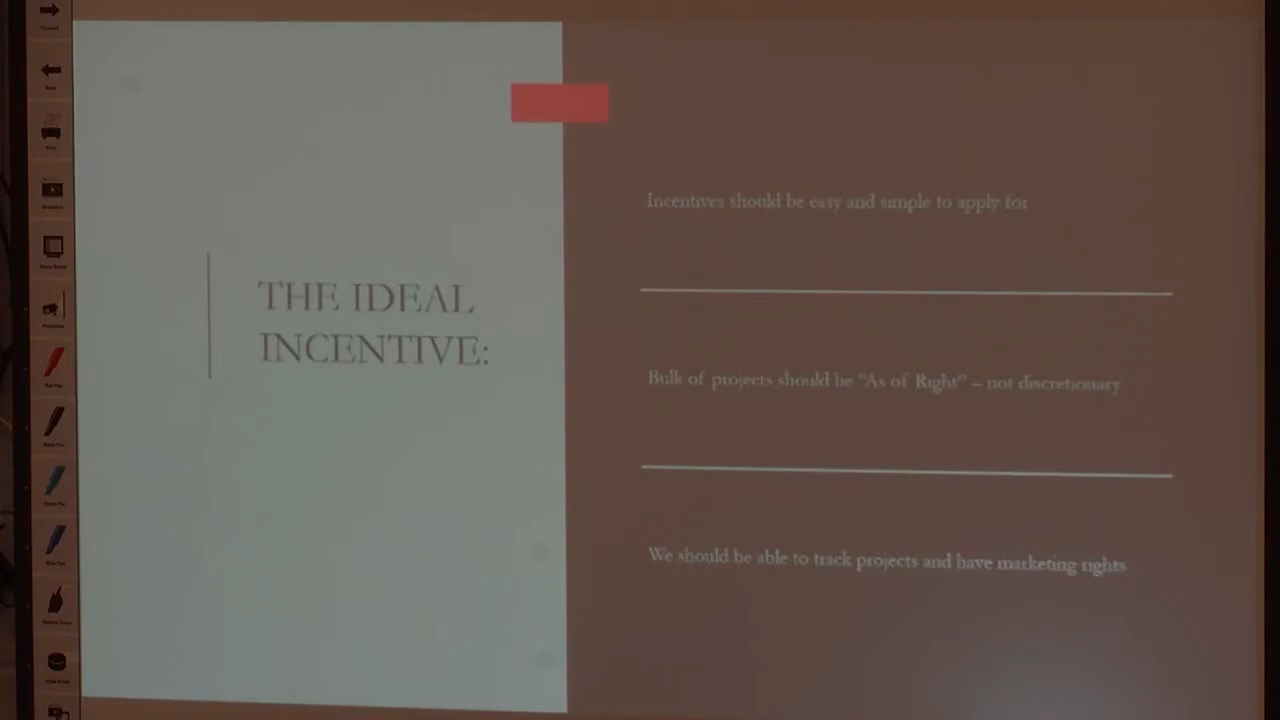 THE IDEAL
INCENTIVE:
Incentives should be easy and simple to apply for
Bulk of projects should be “As of Right” – not discretionary
We should be able to track projects and have marketing rights